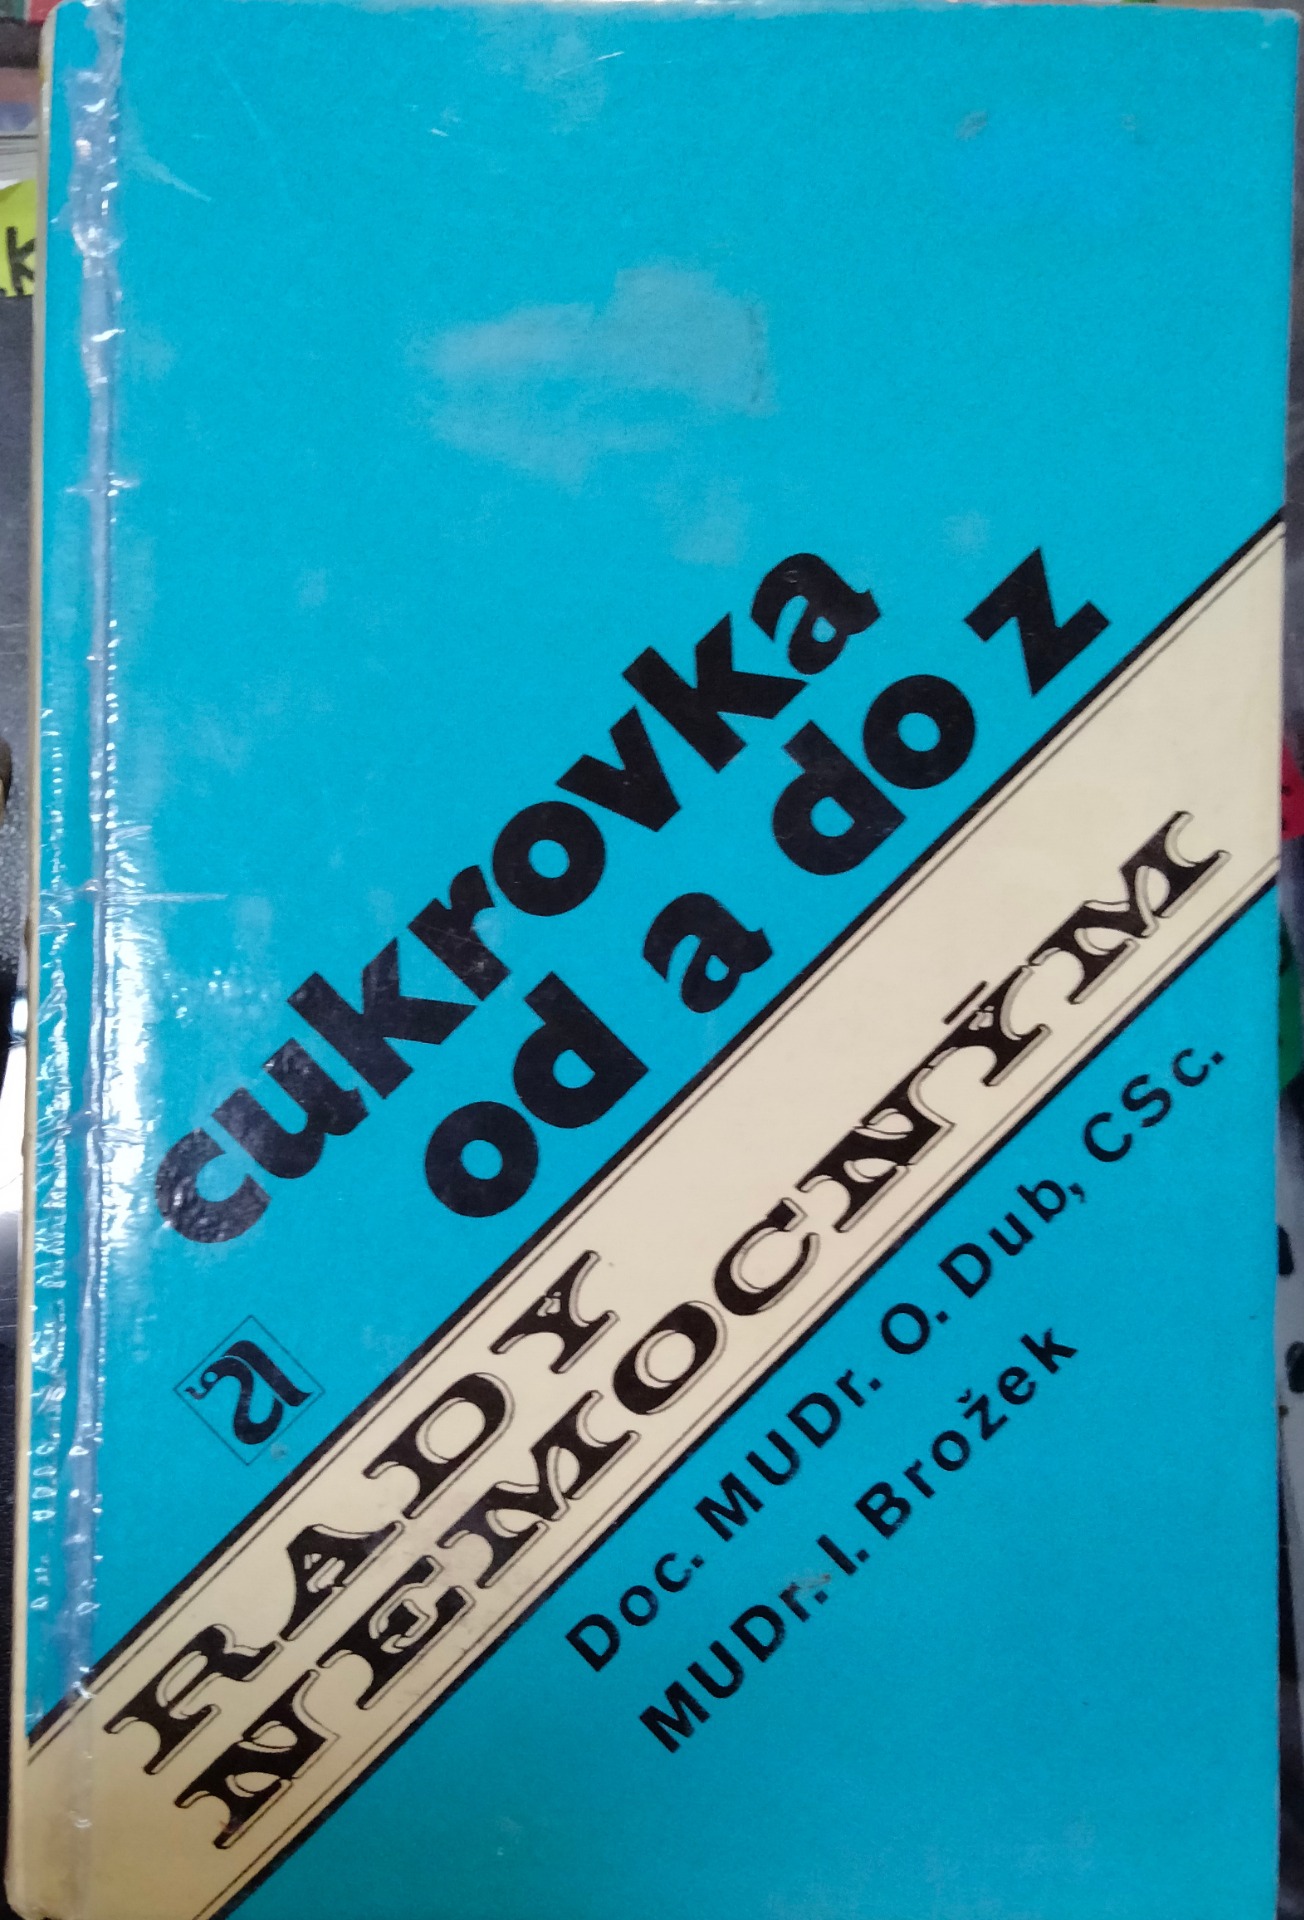 cukrovka
od a do z
RADY
NEMOCNÝM
Doc. MUDr. O. Dub, CSc.
MUDr. I. Brožek